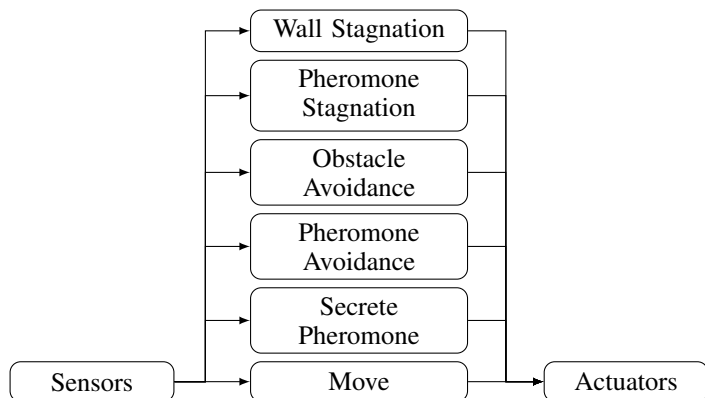 Wall Stagnation
Pheromone
Stagnation
Obstacle
Avoidance
Pheromone
Avoidance
Secrete
Pheromone
Sensors
Move
Actuators